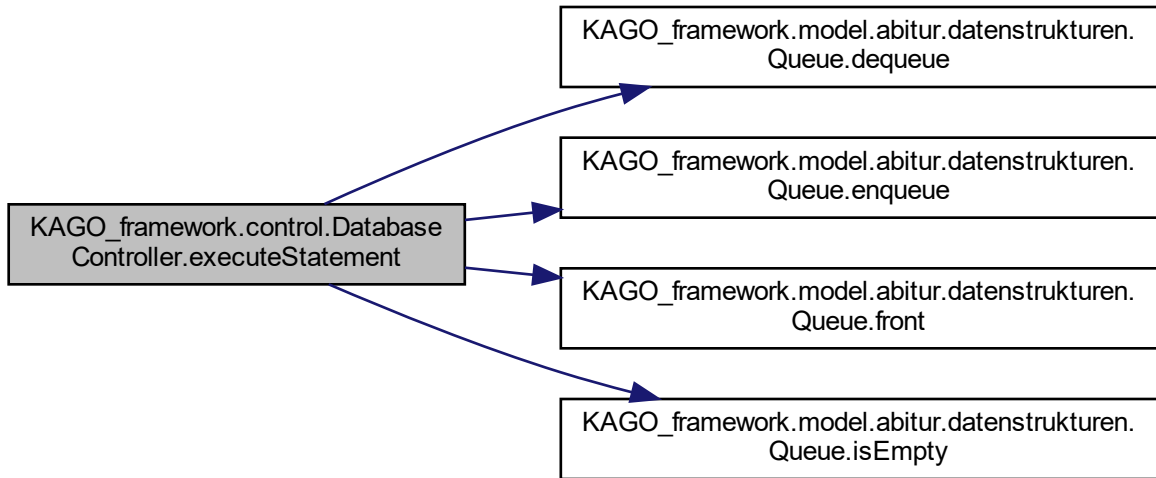 KAGO_framework.model.abitur.datenstrukturen.
Queue.dequeue
KAGO_framework.model.abitur.datenstrukturen.
Queue.enqueue
KAGO_framework.control.Database
Controller.executeStatement
KAGO_framework.model.abitur.datenstrukturen.
Queue.front
KAGO_framework.model.abitur.datenstrukturen.
Queue.isEmpty